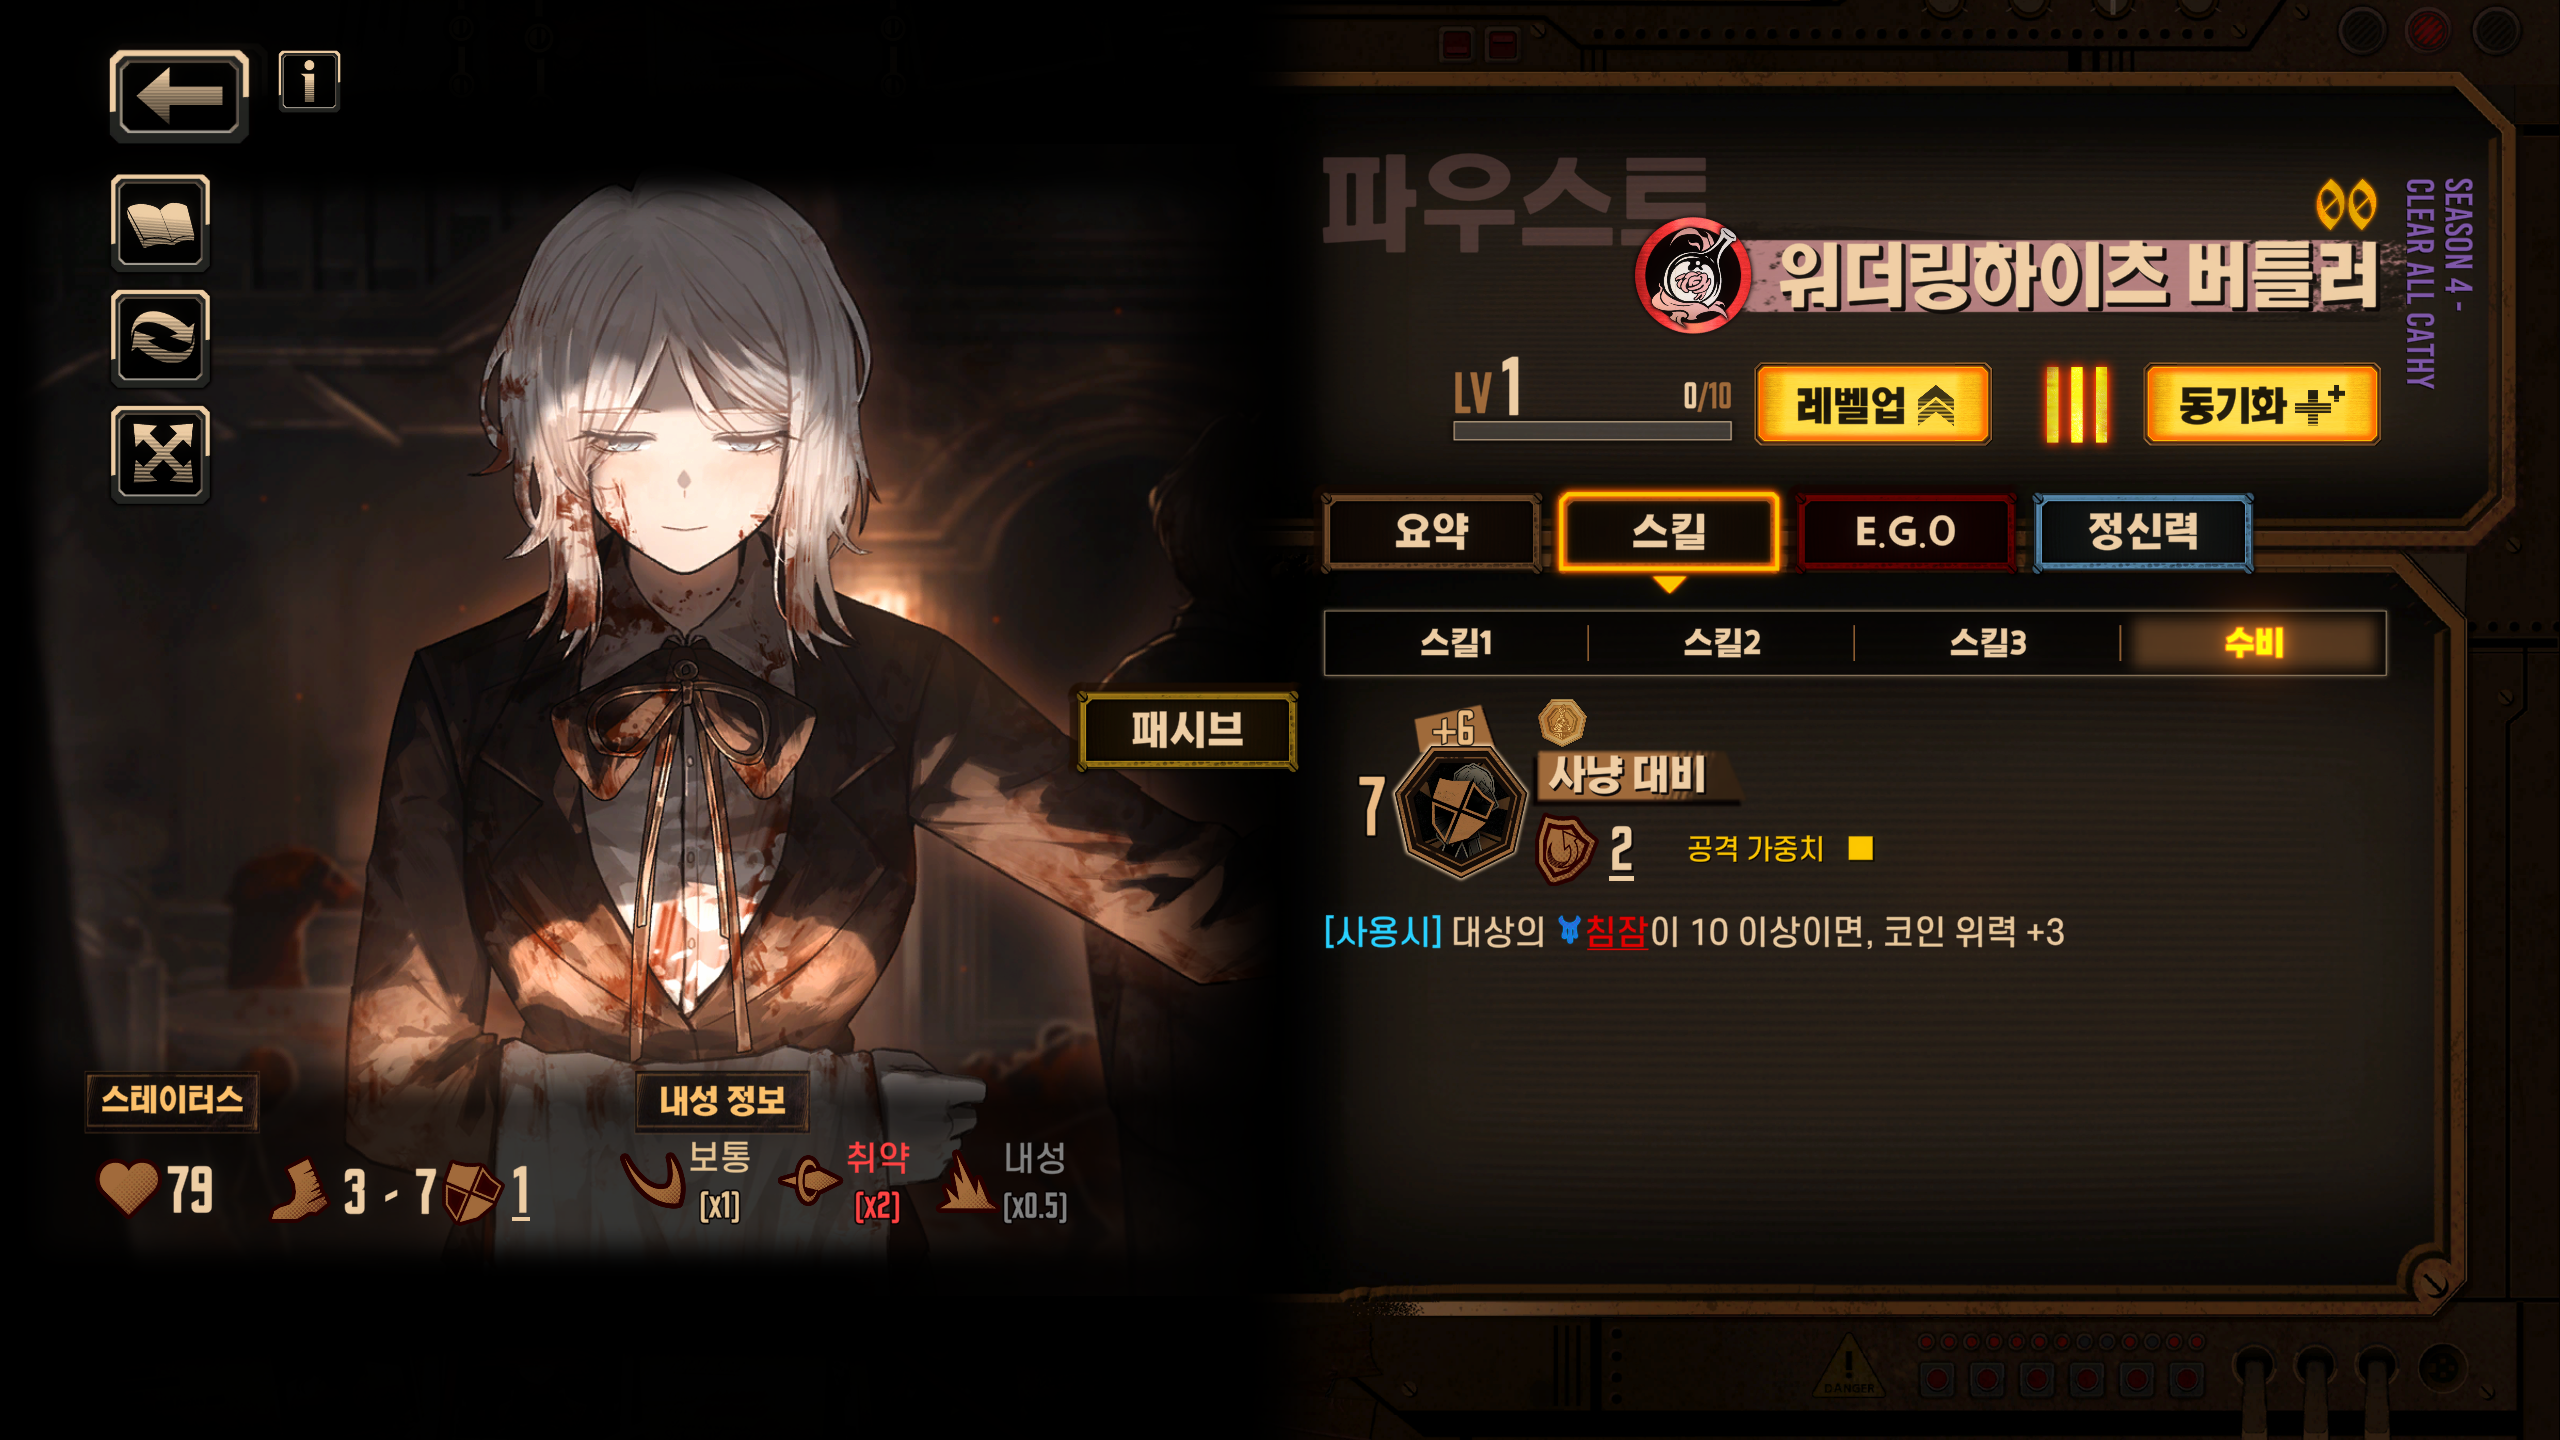 파우스트
워더링하이츠 버틀러
SEASON 4 -
CLEAR ALL CATHY
LV 1
0/10
레벨업
동기화
요약
스킬
E.G.O
정신력
스킬1
스킬2
스킬3
수비
패시브
+6
7
사냥 대비
2
공격 가중치
[사용시] 대상의 침잠이 10 이상이면, 코인 위력 +3
스테이터스
79
3 - 7
1
내성 정보
보통
[x1]
취약
[x2]
내성
[x0.5]
DANGER